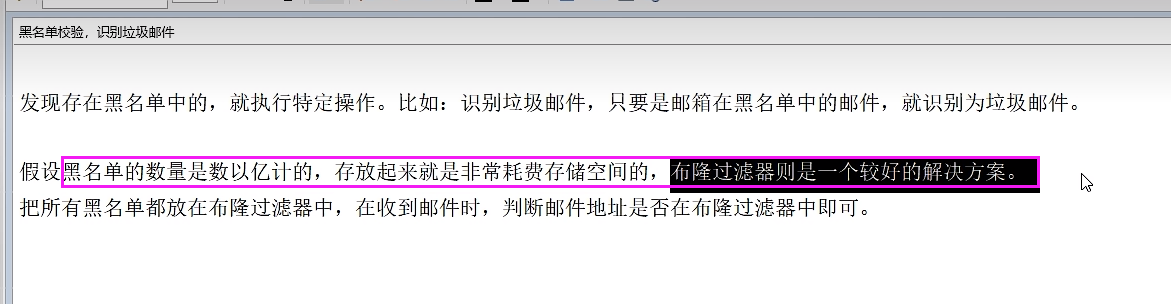 黑名单校验，识别垃圾邮件
发现存在黑名单中的，就执行特定操作。比如：识别垃圾邮件，只要是邮箱在黑名单中的邮件，就识别为垃圾邮件。
假设黑名单的数量是数以亿计的，存放起来就是非常耗费存储空间的，布隆过滤器则是一个较好的解决方案。
把所有黑名单都放在布隆过滤器中，在收到邮件时，判断邮件地址是否在布隆过滤器中即可。